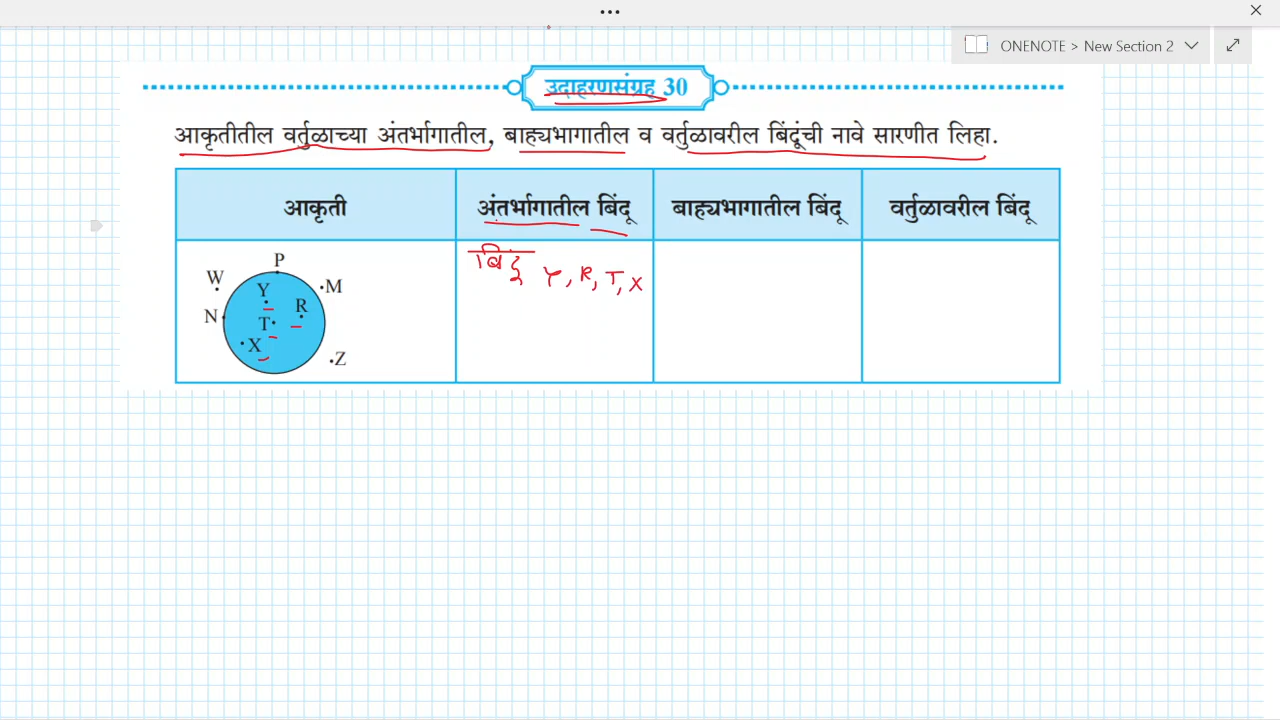 ONENOTE > New Section 2
उदाहरणसंग्रह 30
आकृतीतील वर्तुळाच्या अंतर्भागातील, बाह्यभागातील व वर्तुळावरील बिंदूंची नावे सारणीत लिहा.
आकृती अंतर्भागातील बिंदू बाह्यभागातील बिंदू वर्तुळावरील बिंदू
बिंदू Y, R, T, X
P
W
Y
M
R
N
T
X
Z